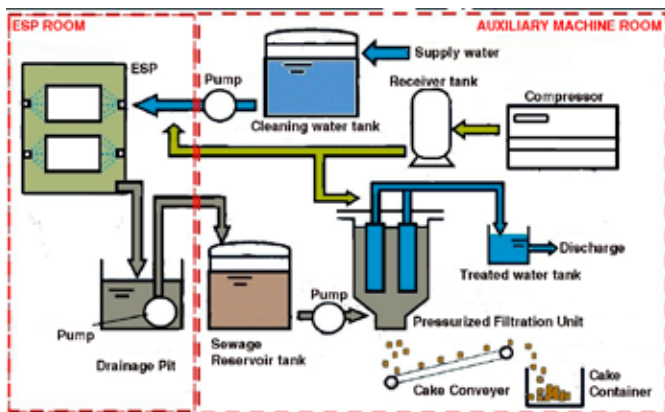 ESP ROOM
AUXILIARY MACHINE ROOM
ESP
Pump
Supply water
Receiver tank
Compressor
Cleaning water tank
Discharge
Treated water tank
Pump
Pressurized Filtration Unit
Pump
Drainage Pit
Sewage
Reservoir tank
Cake Conveyer
Cake
Container